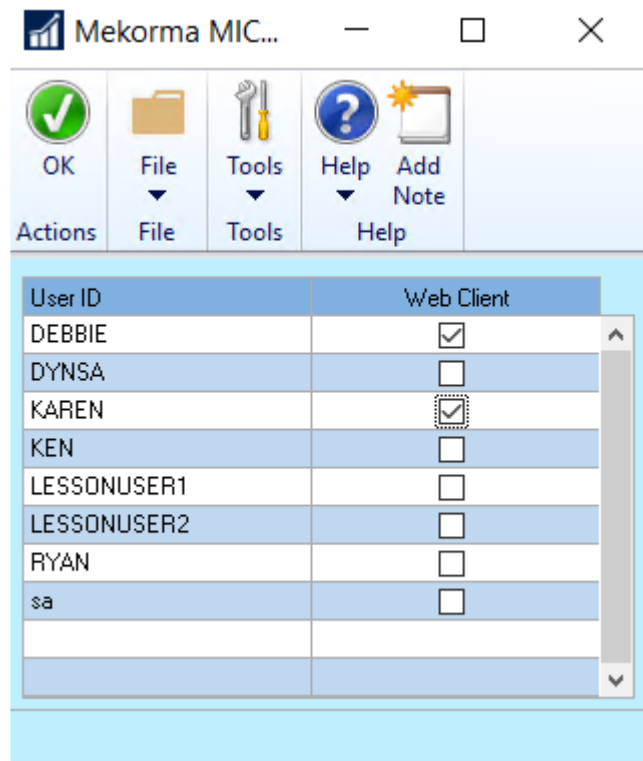 Mekorma MIC...
OK
File
Tools
Help
Add
Note
Actions
File
Tools
Help
User ID Web Client
DEBBIE
DYNSA
KAREN
KEN
LESSONUSER1
LESSONUSER2
RYAN
sa